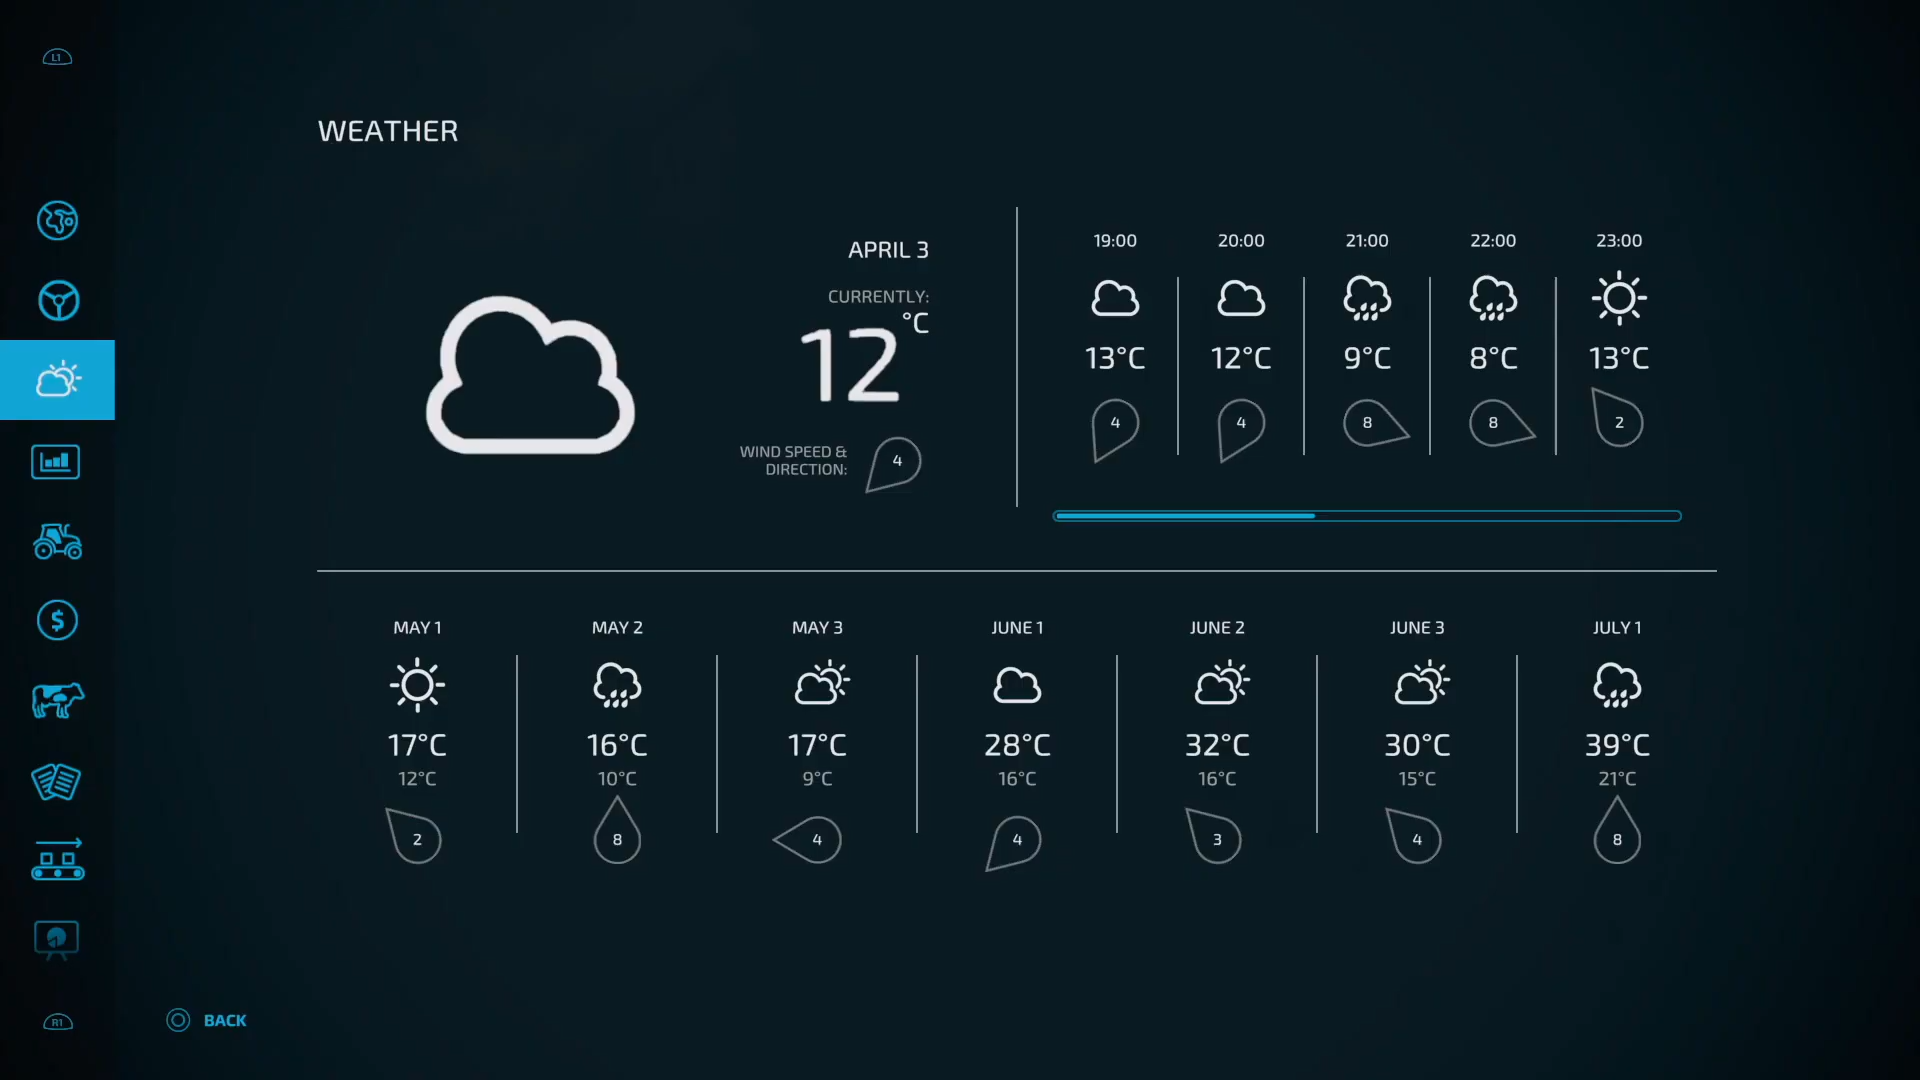 L1
WEATHER
APRIL 3
CURRENTLY:
12 °C
WIND SPEED &
DIRECTION:
4
19:00 20:00 21:00 22:00 23:00
13°C 12°C 9°C 8°C 13°C
4 4 8 8 2
MAY 1 MAY 2 MAY 3 JUNE 1 JUNE 2 JUNE 3 JULY 1
17°C 16°C 17°C 28°C 32°C 30°C 39°C
12°C 10°C 9°C 16°C 16°C 15°C 21°C
2 8 4 4 3 4 8
$
R1
BACK